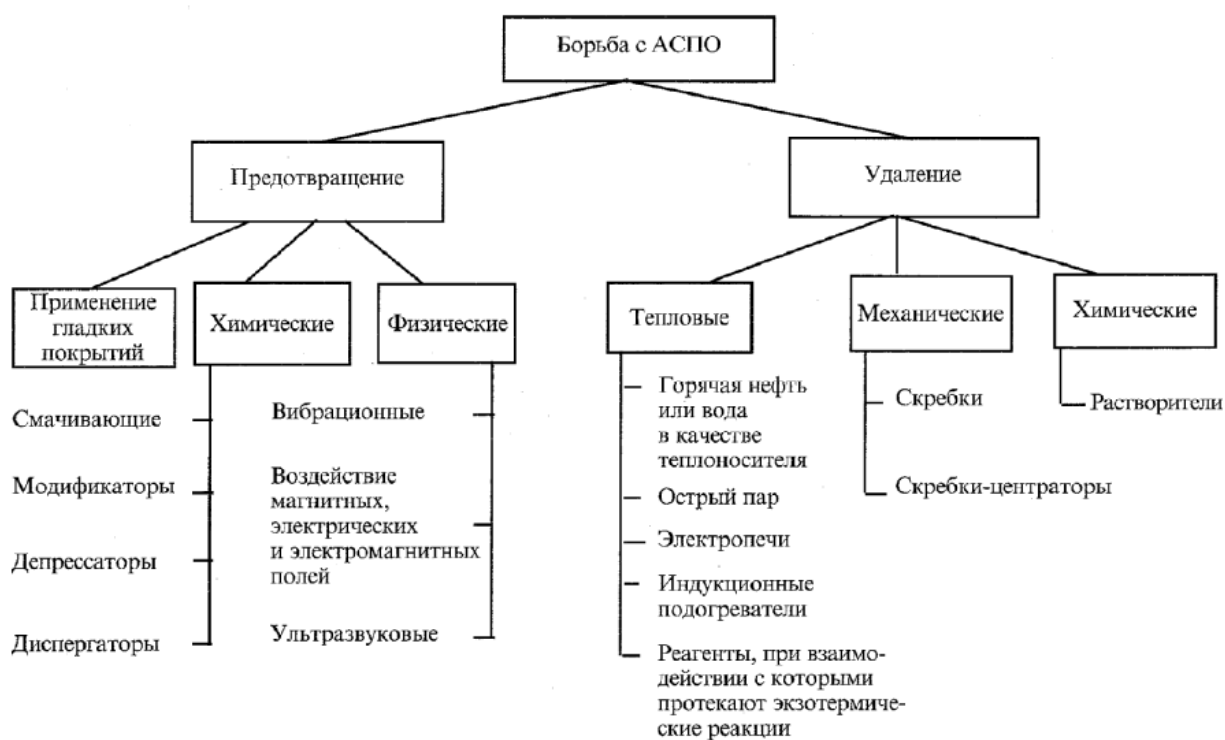 Борьба с АСПО
Предотвращение
Удаление
Применение
гладких
покрытий
Химические
Физические
Тепловые
Механические
Химические
Смачивающие
Модификаторы
Депрессаторы
Диспергаторы
Вибрационные
Воздействие
магнитных,
электрических
и электромагнитных
полей
Ультразвуковые
Горячая нефть
или вода
в качестве
теплоносителя
Острый пар
Электропечи
Индукционные
подогреватели
Реагенты, при взаимо-
действии с которыми
протекают экзотермиче-
ские реакции
Скребки
Скребки-центраторы
Растворители